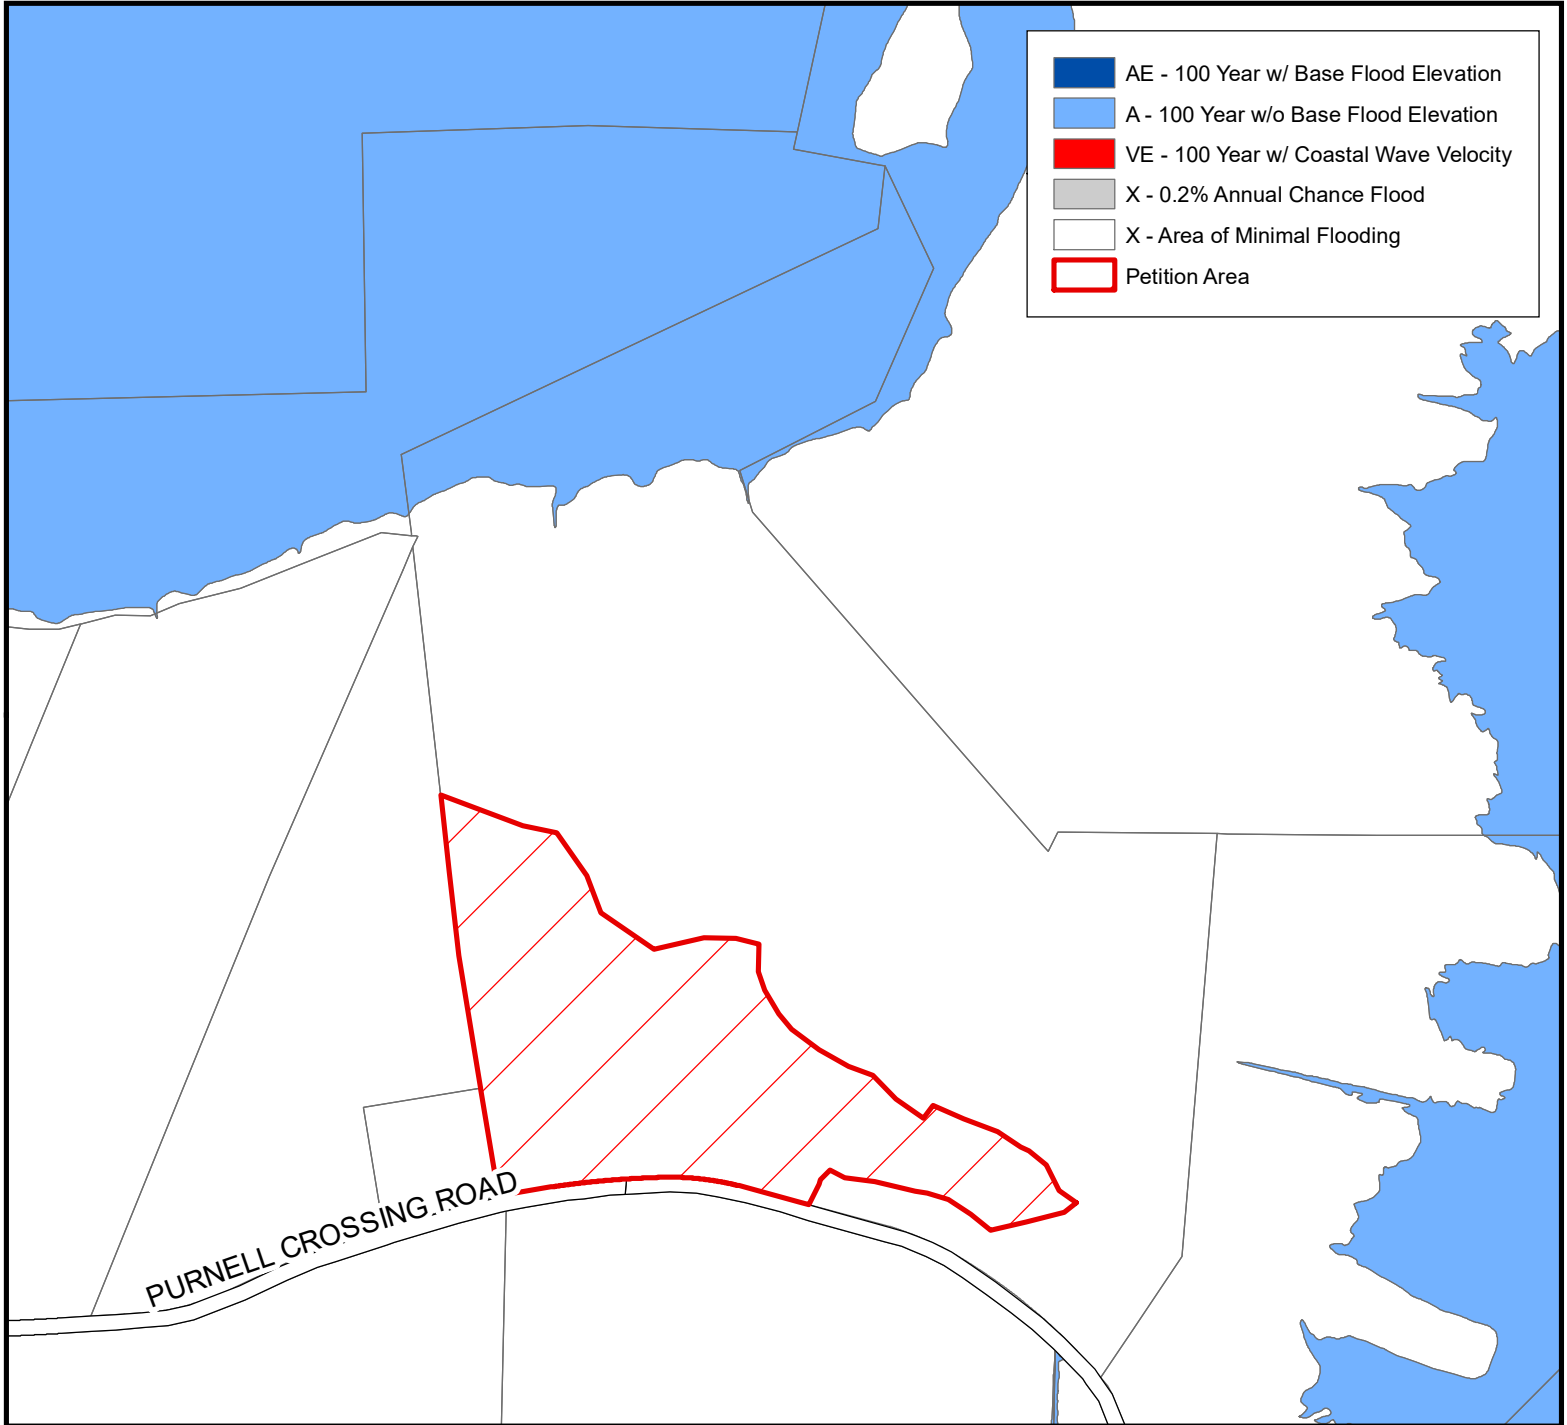 AE - 100 Year w/ Base Flood Elevation
A - 100 Year w/o Base Flood Elevation
VE - 100 Year w/ Coastal Wave Velocity
X - 0.2% Annual Chance Flood
X - Area of Minimal Flooding
Petition Area
PURNELL CROSSING ROAD